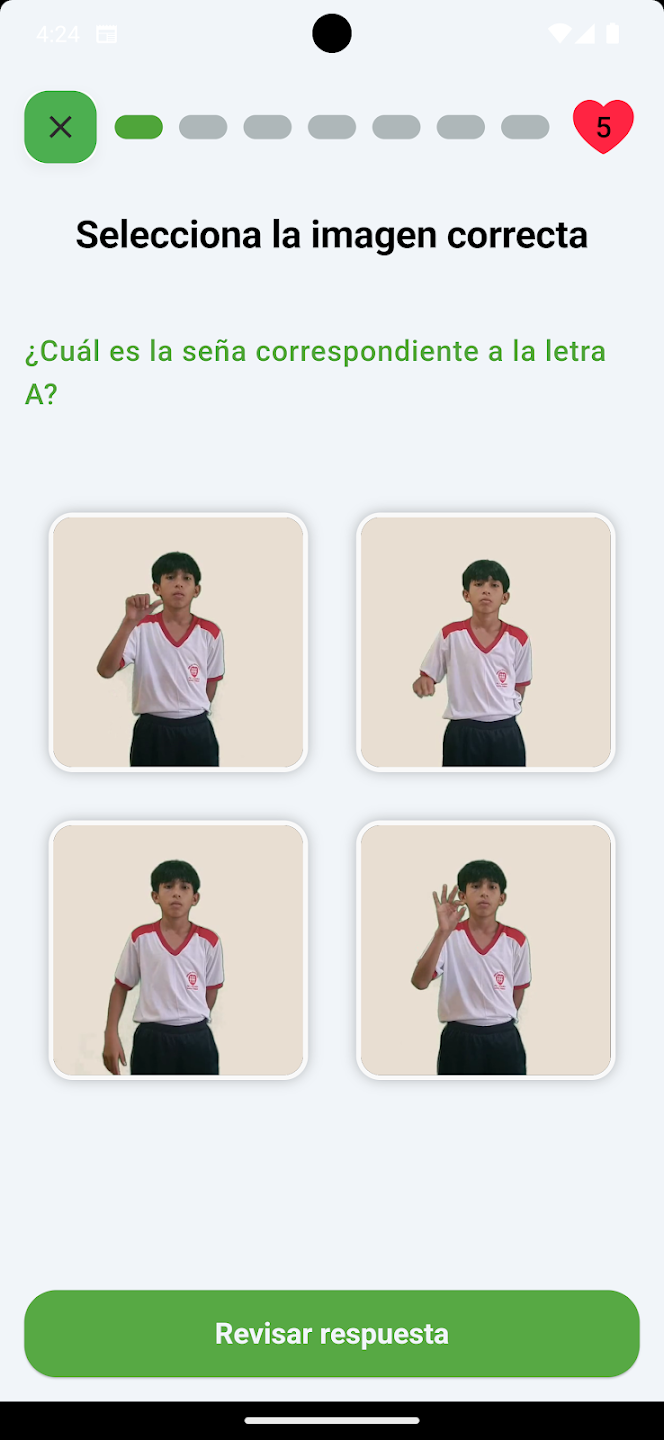 4:24
5
Selecciona la imagen correcta
¿Cuál es la seña correspondiente a la letra
A?
Revisar respuesta